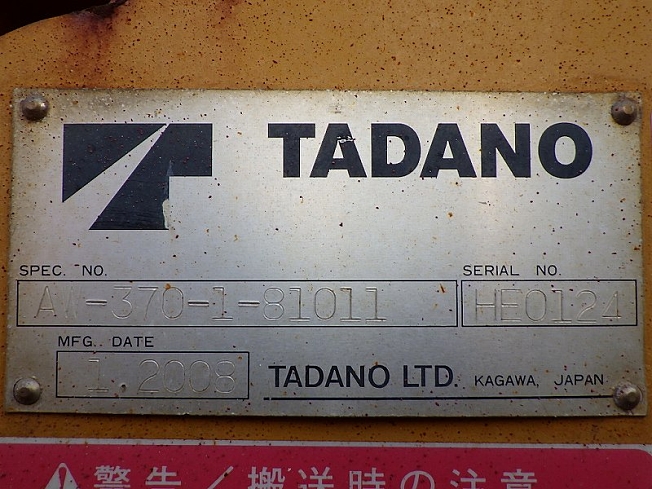 TADANO
SPEC. NO. SERIAL NO.
AW-370-1-81011 HE0124
MFG. DATE
1 2008
TADANO LTD. KAGAWA, JAPAN
警告／搬送時の注意